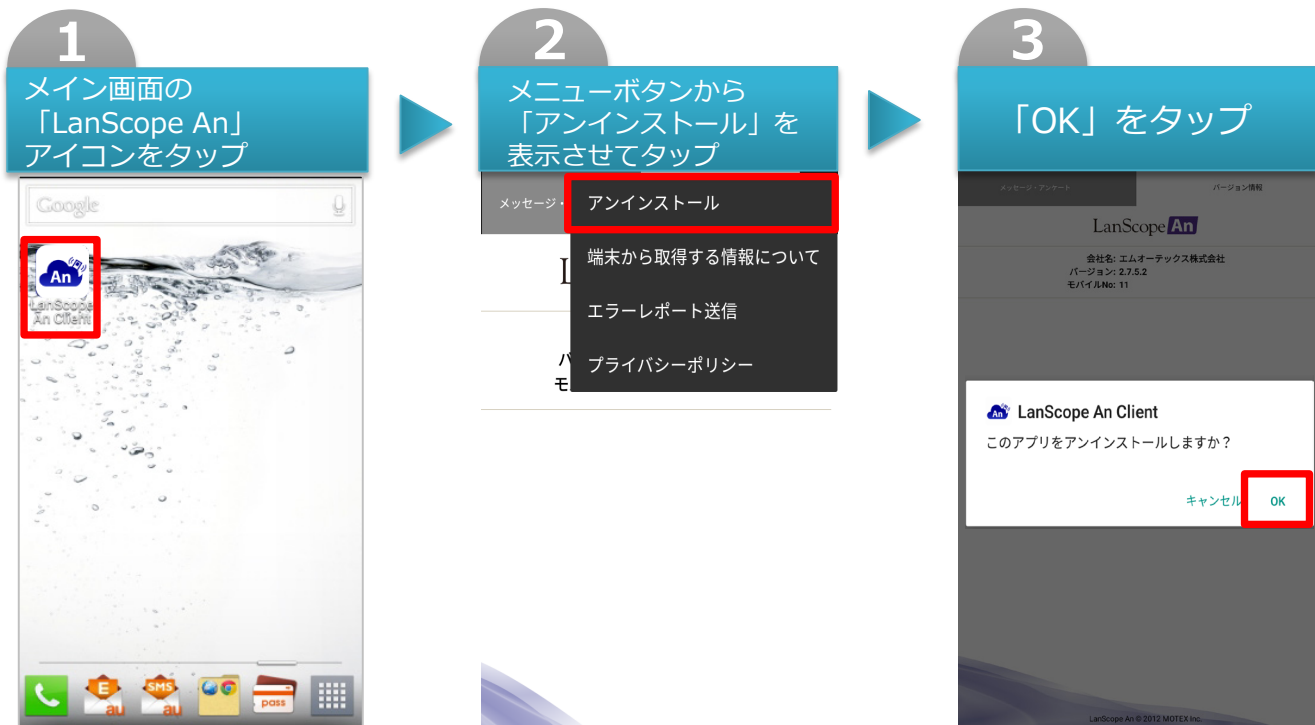 1
メイン画面の
「LanScope An」
アイコンをタップ
Google
An
LanScope
An Client
E
au
SMS
au
pass
2
メニューボタンから
「アンインストール」を
表示させてタップ
メッセージ・
アンインストール
L
端末から取得する情報について
エラーレポート送信
バ
プライバシーポリシー
モ
3
「OK」をタップ
メッセージ・アンケート
バージョン情報
LanScope An
会社名: エムオーテックス株式会社
バージョン: 2.7.5.2
モバイルNo: 11
An
LanScope An Client
このアプリをアンインストールしますか？
キャンセル
OK
LanScope An © 2012 MOTEX Inc.